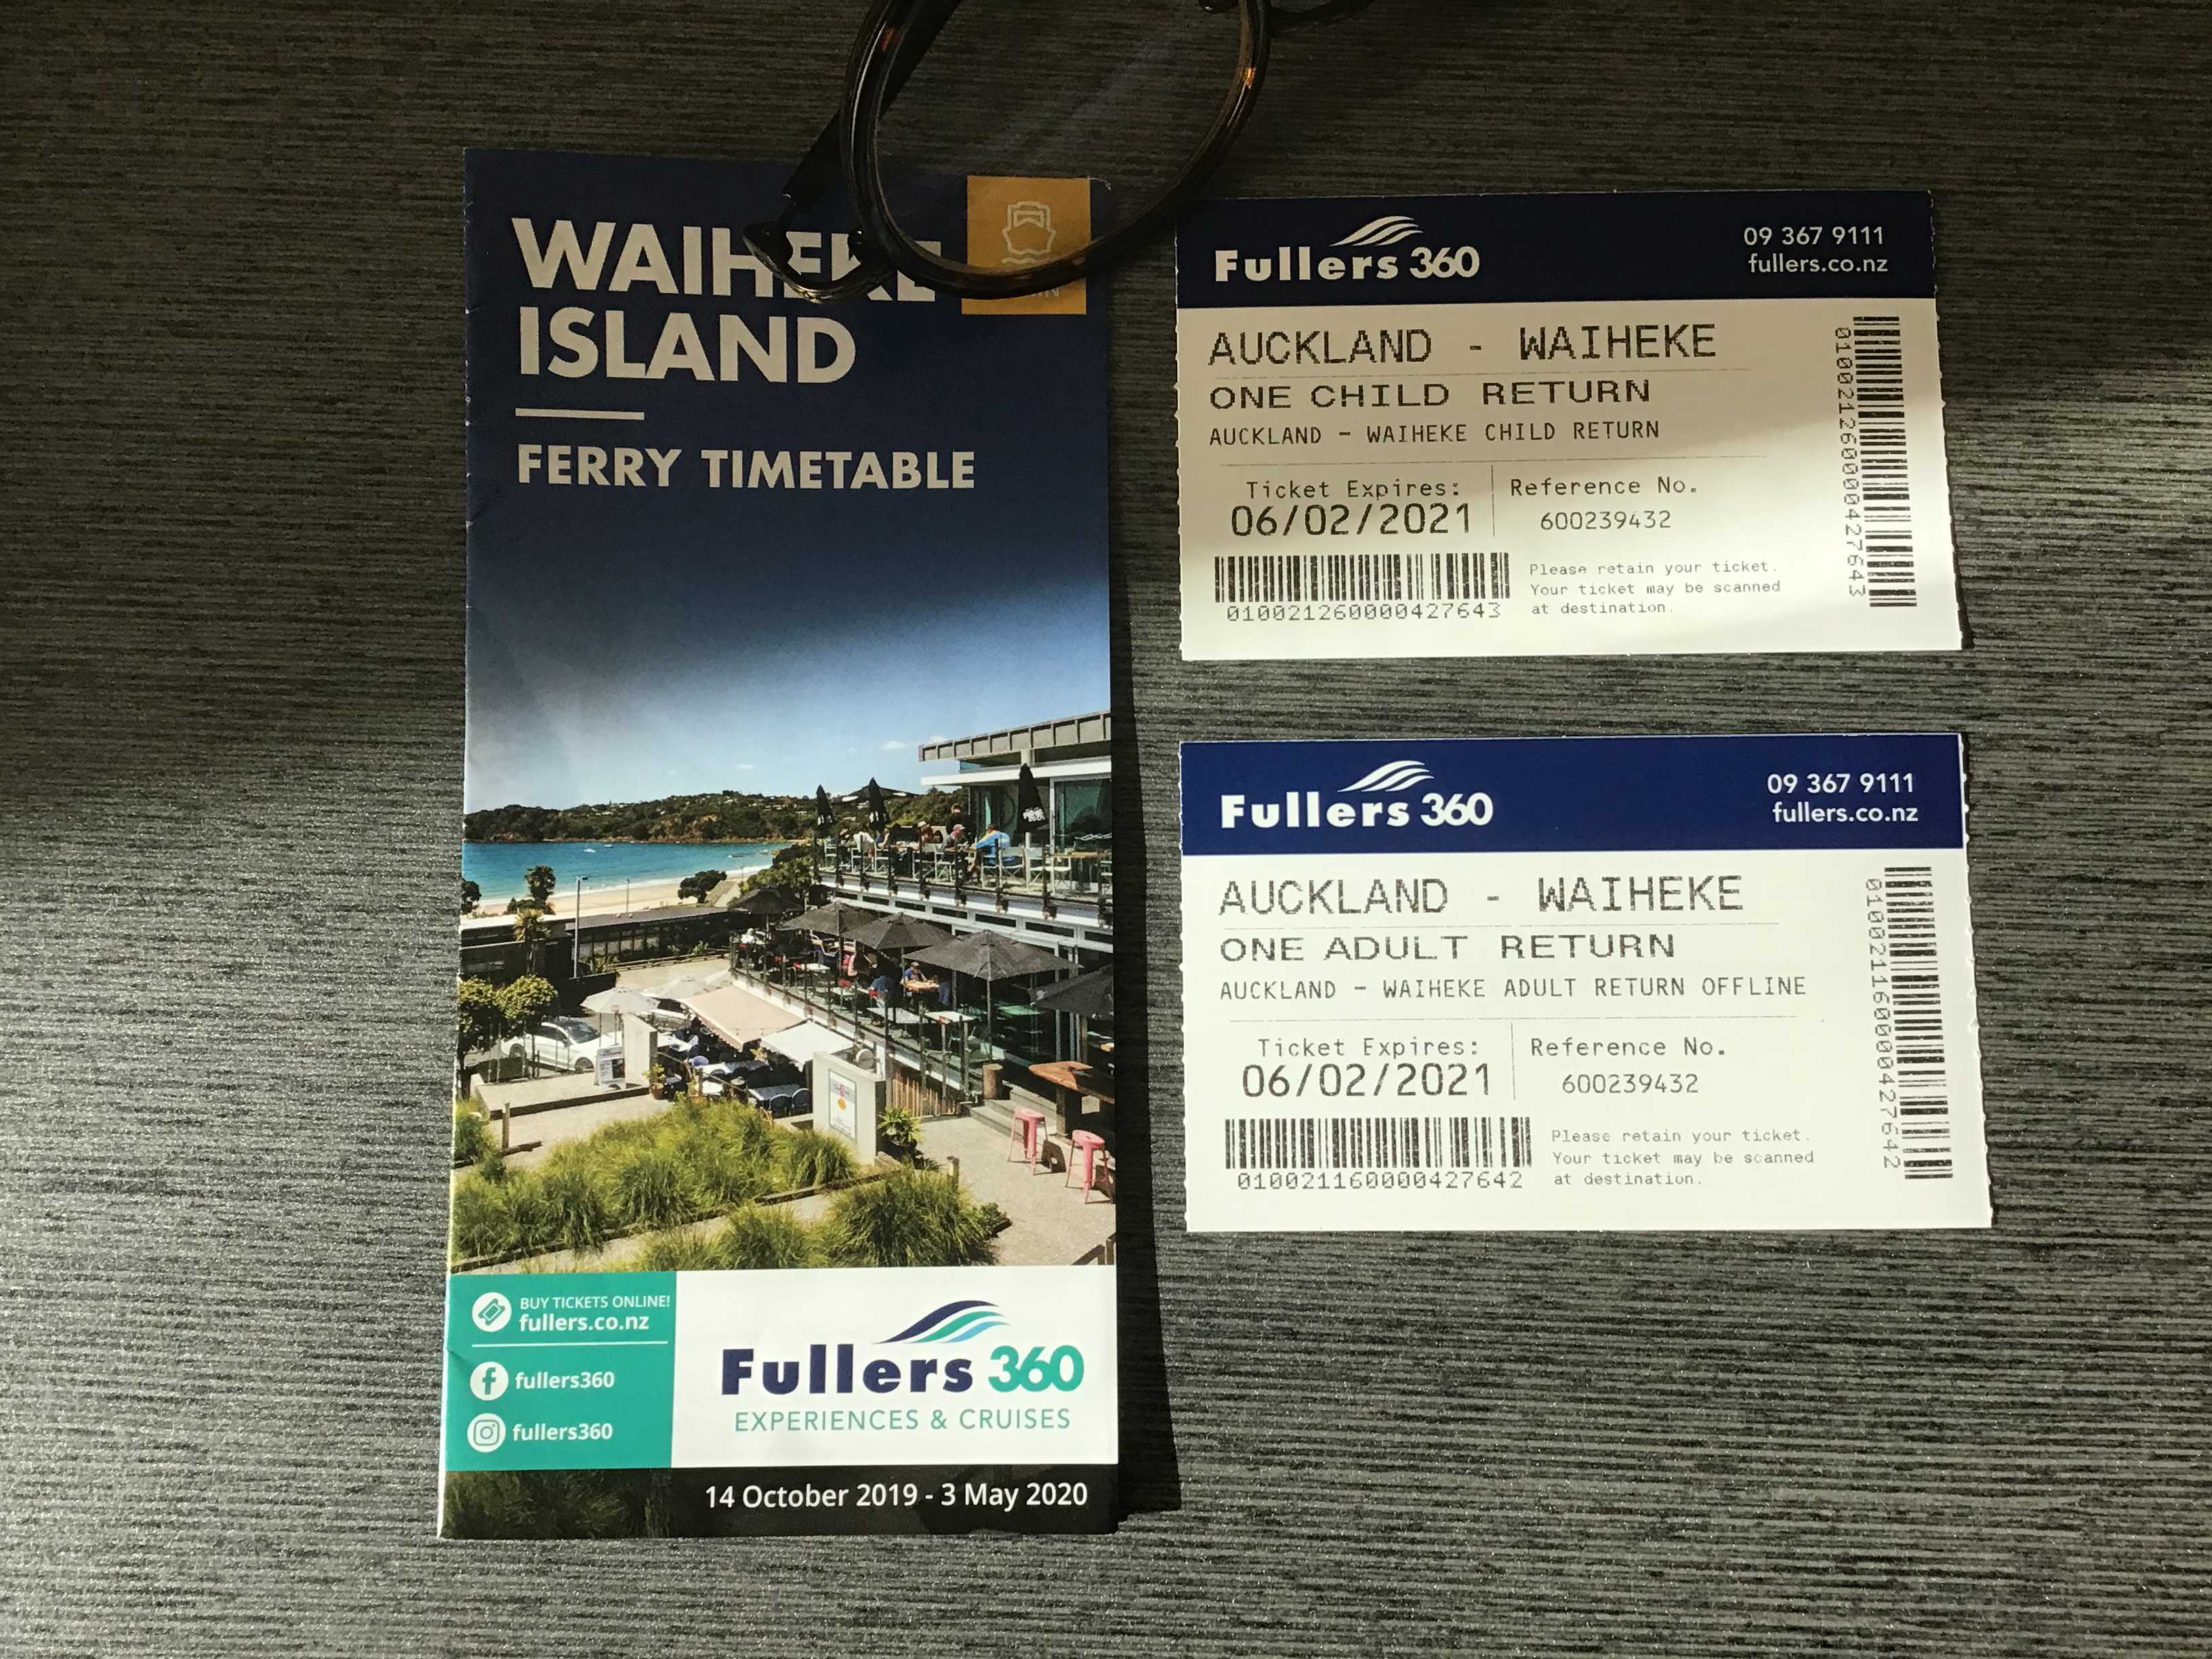 WAIHEKE
ISLAND
FERRY TIMETABLE
BUY TICKETS ONLINE!
fullers.co.nz
fullers360
fullers360
Fullers 360
EXPERIENCES & CRUISES
14 October 2019 - 3 May 2020
Fullers 360
09 367 9111
fullers.co.nz
AUCKLAND - WAIHEKE
ONE CHILD RETURN
AUCKLAND - WAIHEKE CHILD RETURN
Ticket Expires:
06/02/2021
Reference No.
600239432
010021260000427643
Please retain your ticket.
Your ticket may be scanned
at destination.
010021260000427643
Fullers 360
09 367 9111
fullers.co.nz
AUCKLAND - WAIHEKE
ONE ADULT RETURN
AUCKLAND - WAIHEKE ADULT RETURN OFFLINE
Ticket Expires:
06/02/2021
Reference No.
600239432
010021160000427642
Please retain your ticket.
Your ticket may be scanned
at destination.
010021160000427642